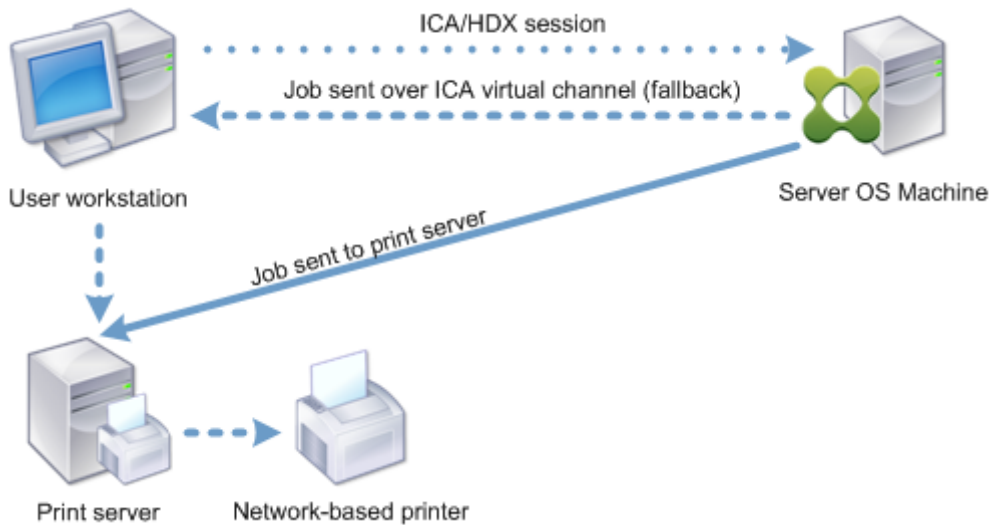 ICA/HDX session
Job sent over ICA virtual channel (fallback)
User workstation
Server OS Machine
Job sent to print server
Print server
Network-based printer